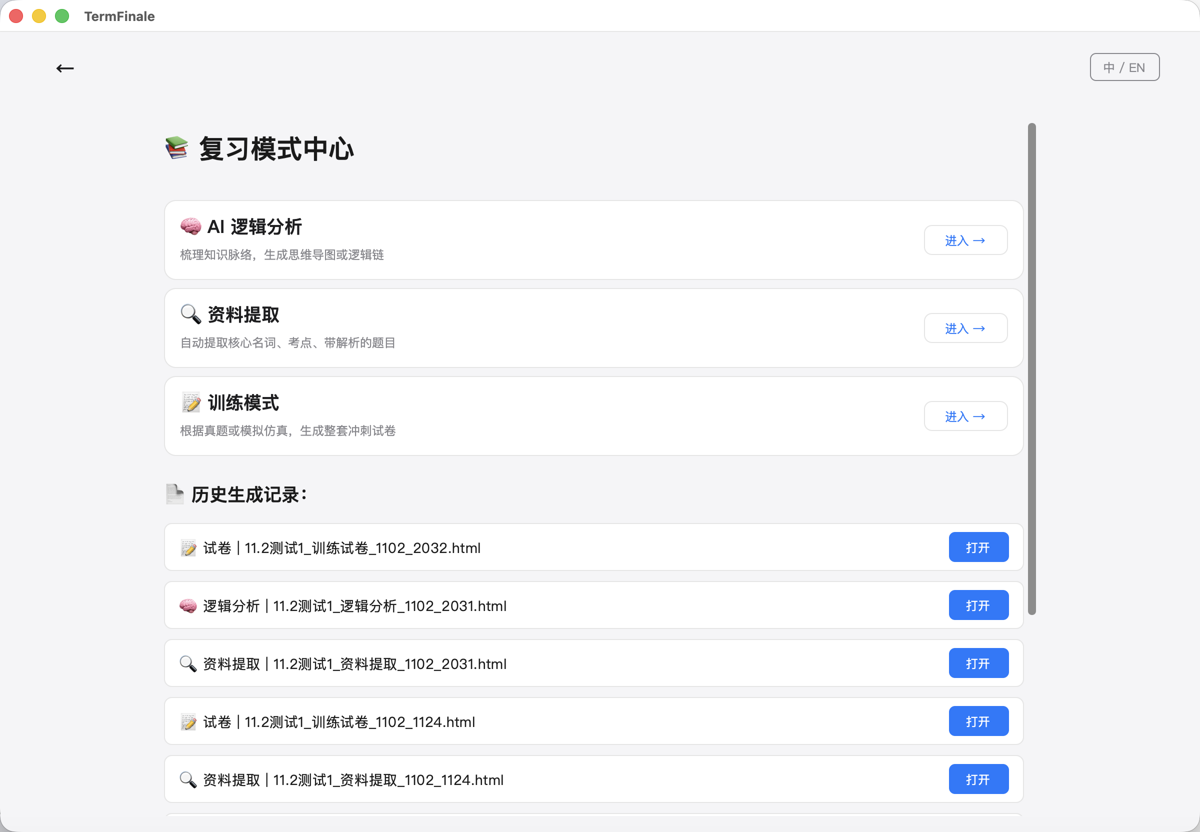 TermFinale
←
中 / EN
📚 复习模式中心
🧠 AI 逻辑分析
梳理知识脉络，生成思维导图或逻辑链
进入 →
🔍 资料提取
自动提取核心名词、考点、带解析的题目
进入 →
📝 训练模式
根据真题或模拟仿真，生成整套冲刺试卷
进入 →
📄 历史生成记录：
📝 试卷 | 11.2测试1_训练试卷_1102_2032.html
打开
🧠 逻辑分析 | 11.2测试1_逻辑分析_1102_2031.html
打开
🔍 资料提取 | 11.2测试1_资料提取_1102_2031.html
打开
📝 试卷 | 11.2测试1_训练试卷_1102_1124.html
打开
🔍 资料提取 | 11.2测试1_资料提取_1102_1124.html
打开